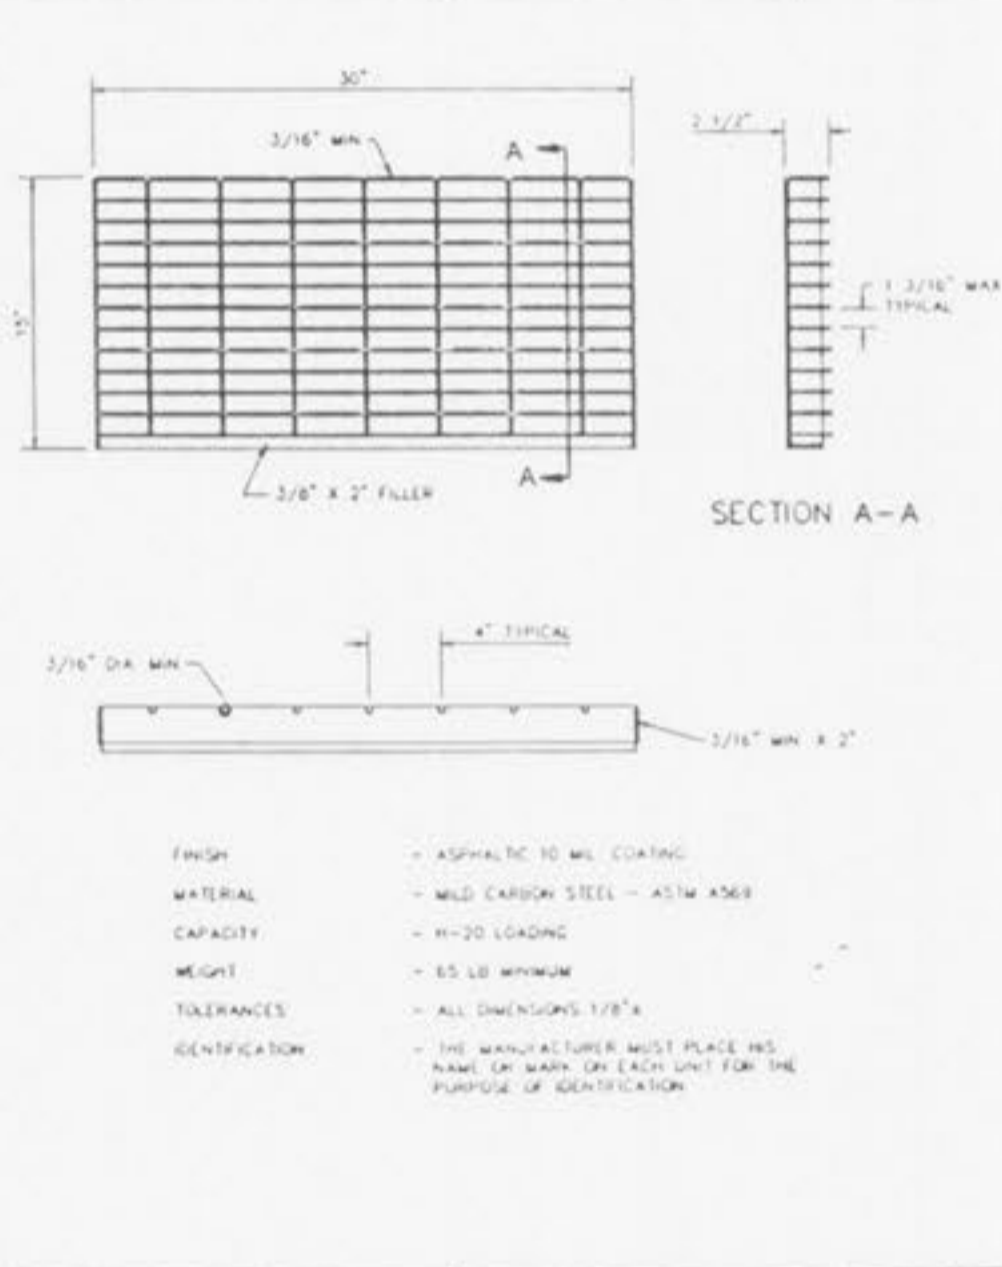 30"
3/16" MIN
A
2 1/2"
15"
1 3/16" MAX
TYPICAL
A
3/8" X 2" FILLER
SECTION A-A
4" TYPICAL
3/16" DIA MIN
3/16" MIN X 2"
FINISH - ASPHALTIC 10 MIL COATING
MATERIAL - MILD CARBON STEEL - ASTM A569
CAPACITY - H-20 LOADING
WEIGHT - 65 LB MINIMUM
TOLERANCES - ALL DIMENSIONS 1/8"±
IDENTIFICATION - THE MANUFACTURER MUST PLACE HIS
NAME OR MARK ON EACH UNIT FOR THE
PURPOSE OF IDENTIFICATION